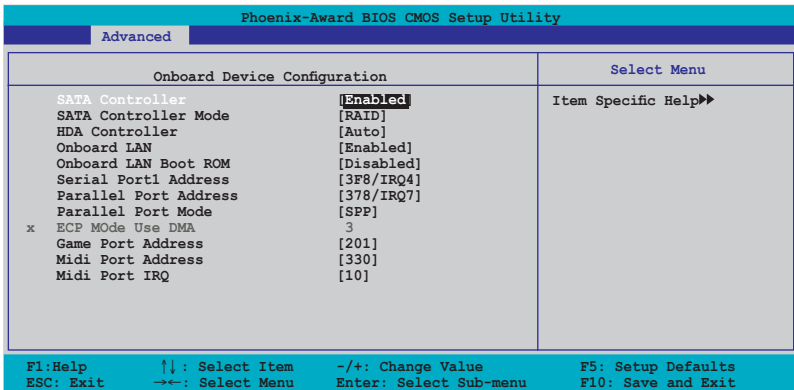 Phoenix-Award BIOS CMOS Setup Utility
Advanced
Onboard Device Configuration
Select Menu
SATA Controller [Enabled]
Item Specific Help▶▶
SATA Controller Mode [RAID]
HDA Controller [Auto]
Onboard LAN [Enabled]
Onboard LAN Boot ROM [Disabled]
Serial Port1 Address [3F8/IRQ4]
Parallel Port Address [378/IRQ7]
Parallel Port Mode [SPP]
x ECP MOde Use DMA 3
Game Port Address [201]
Midi Port Address [330]
Midi Port IRQ [10]
F1:Help ↑↓ : Select Item -/+: Change Value F5: Setup Defaults
ESC: Exit →←: Select Menu Enter: Select Sub-menu F10: Save and Exit